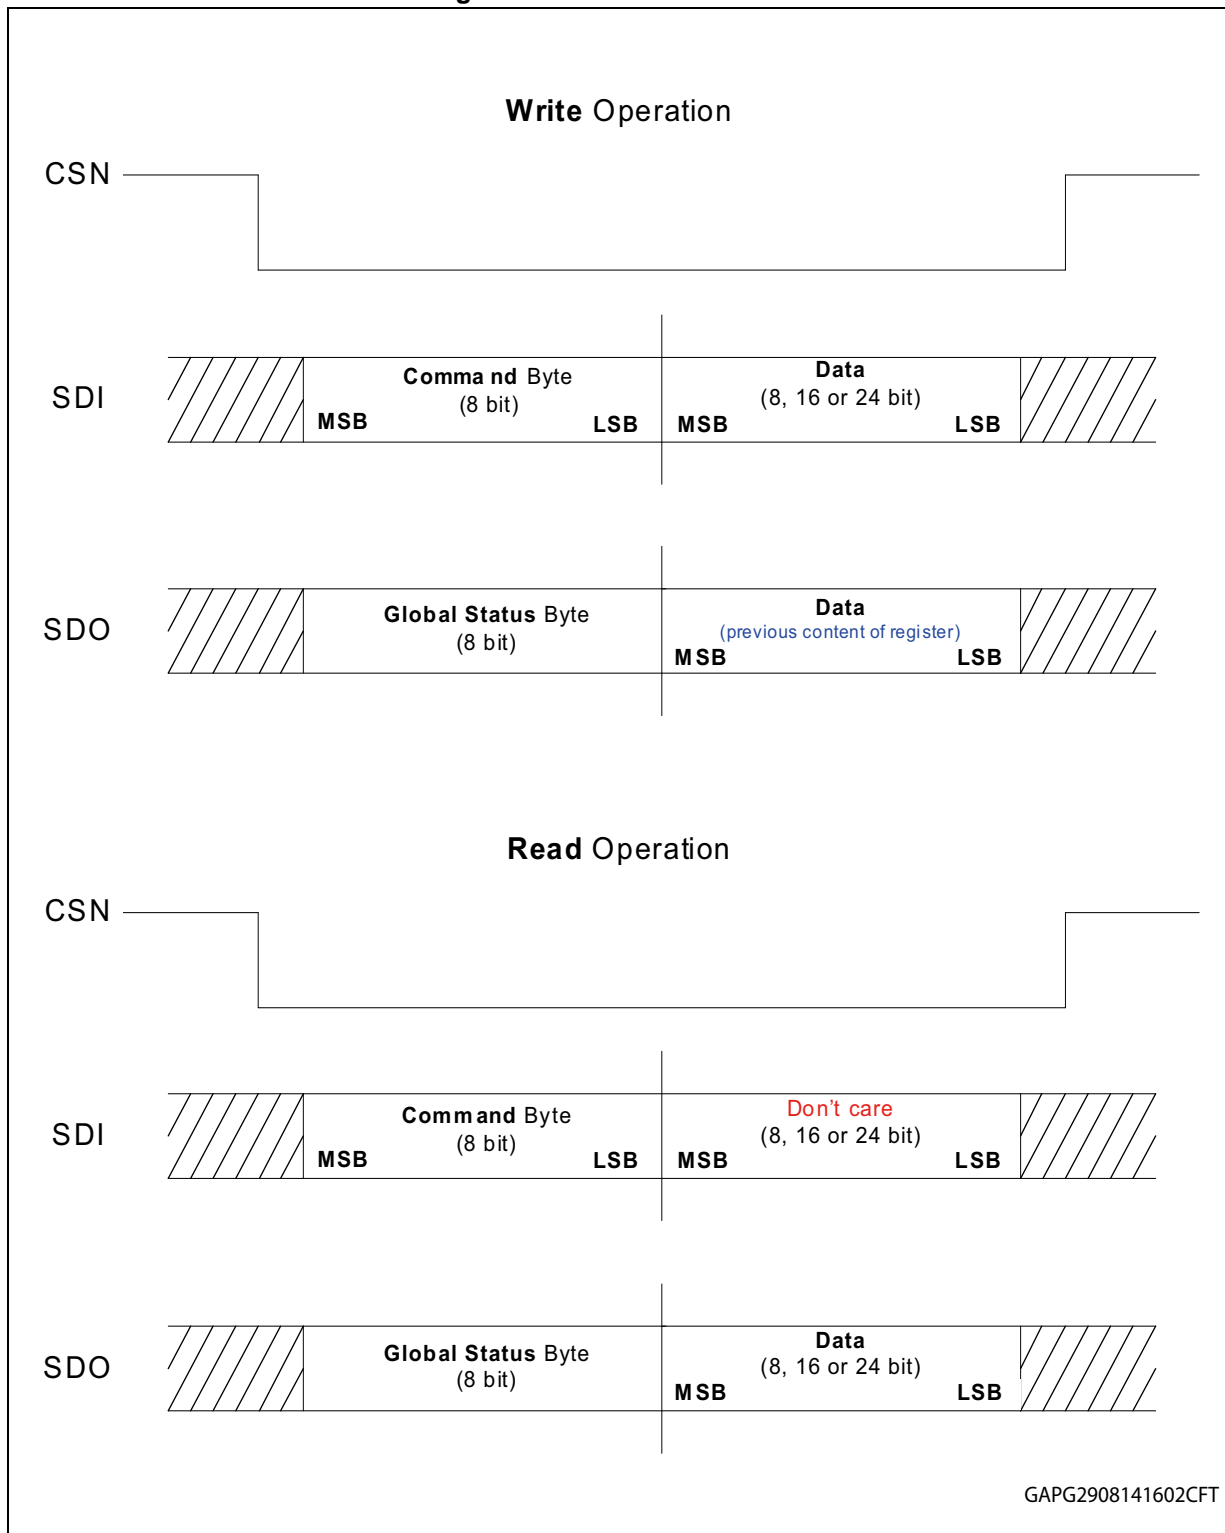 Write Operation
CSN
SDI
Command Byte
(8 bit)
MSB
LSB
Data
(8, 16 or 24 bit)
MSB
LSB
SDO
Global Status Byte
(8 bit)
Data
(previous content of register)
MSB
LSB
Read Operation
CSN
SDI
Command Byte
(8 bit)
MSB
LSB
Don't care
(8, 16 or 24 bit)
MSB
LSB
SDO
Global Status Byte
(8 bit)
Data
(8, 16 or 24 bit)
MSB
LSB
GAPG2908141602CFT